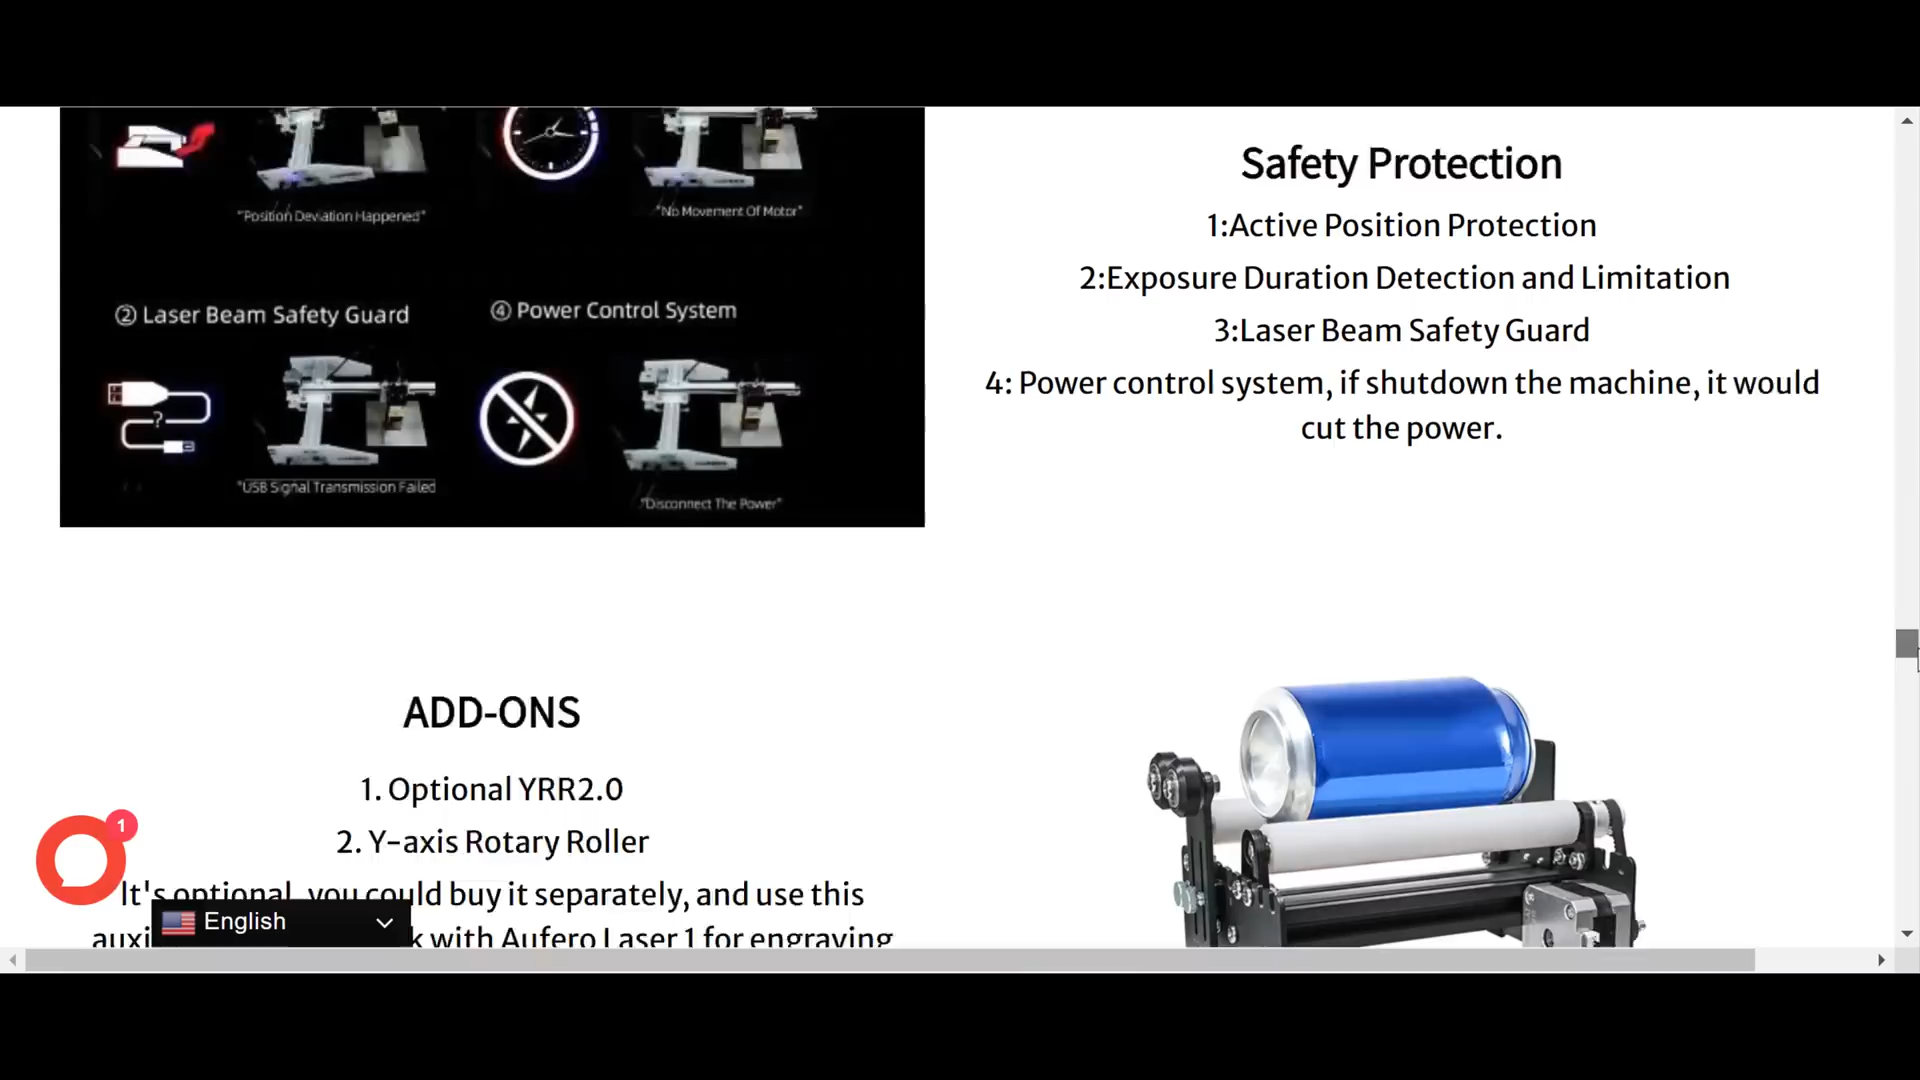 "Position Deviation Happened"
"No Movement Of Motor"
② Laser Beam Safety Guard
④ Power Control System
?
"USB Signal Transmission Failed
"Disconnect The Power"
Safety Protection
1:Active Position Protection
2:Exposure Duration Detection and Limitation
3:Laser Beam Safety Guard
4: Power control system, if shutdown the machine, it would
cut the power.
ADD-ONS
1. Optional YRR2.0
2. Y-axis Rotary Roller
It's optional, you could buy it separately, and use this
with Aufero Laser 1 for engraving
1
English